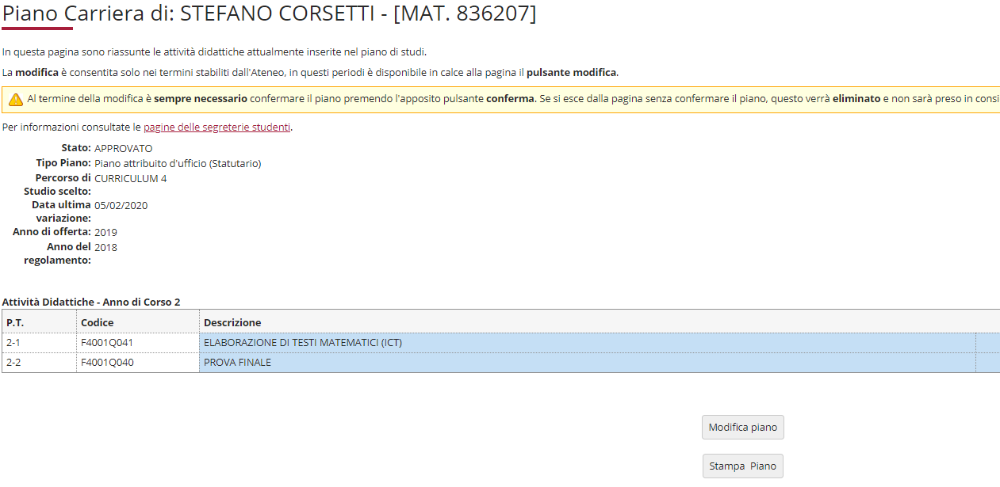 Piano Carriera di: STEFANO CORSETTI - [MAT. 836207]
In questa pagina sono riassunte le attività didattiche attualmente inserite nel piano di studi.
La modifica è consentita solo nei termini stabiliti dall'Ateneo, in questi periodi è disponibile in calce alla pagina il pulsante modifica.
Al termine della modifica è sempre necessario confermare il piano premendo l'apposito pulsante conferma. Se si esce dalla pagina senza confermare il piano, questo verrà eliminato e non sarà preso in consi
Per informazioni consultate le pagine delle segreterie studenti.
Stato: APPROVATO
Tipo Piano: Piano attribuito d'ufficio (Statutario)
Percorso di CURRICULUM 4
Studio scelto:
Data ultima 05/02/2020
variazione:
Anno di offerta: 2019
Anno del 2018
regolamento:
Attività Didattiche - Anno di Corso 2
P.T. Codice Descrizione
2-1 F4001Q041 ELABORAZIONE DI TESTI MATEMATICI (ICT)
2-2 F4001Q040 PROVA FINALE
Modifica piano
Stampa Piano